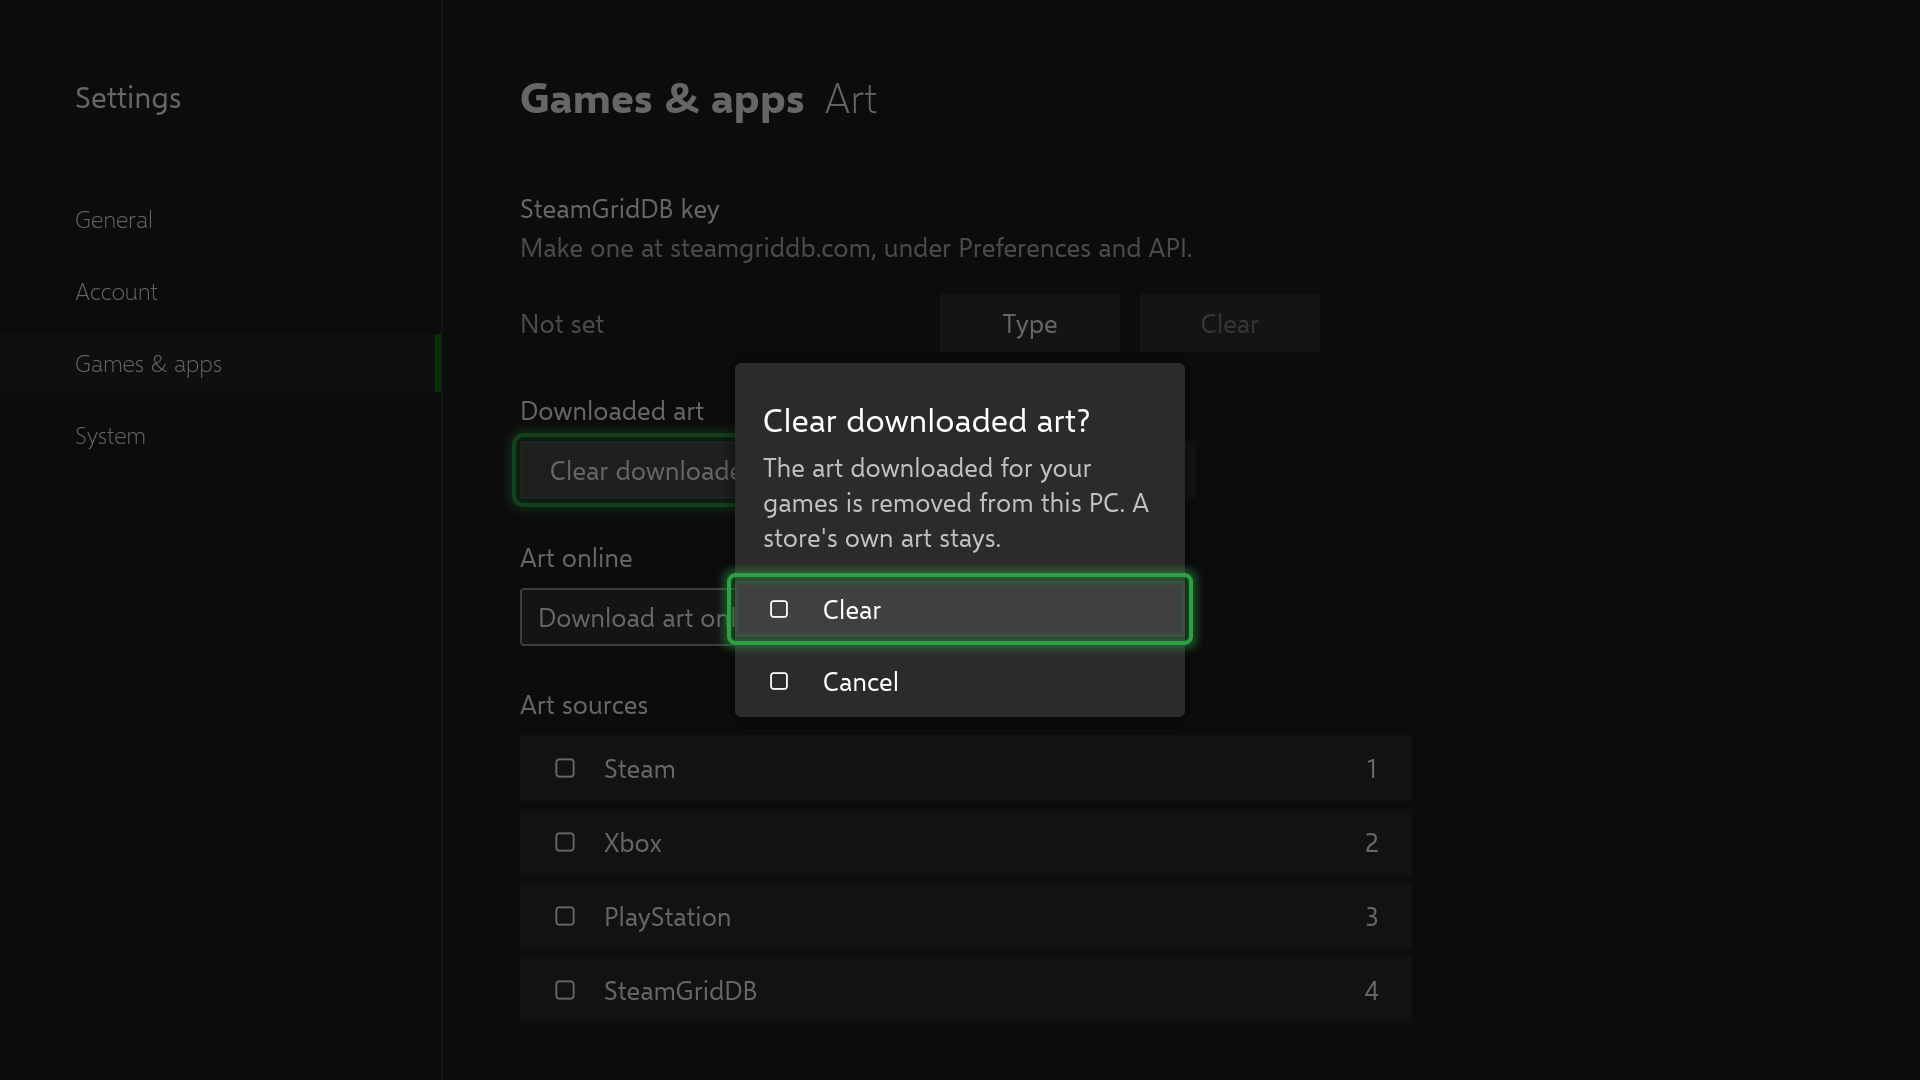 Settings
General
Account
Games & apps
System
Games & apps Art
SteamGridDB key
Make one at steamgriddb.com, under Preferences and API.
Not set
Type
Clear
Downloaded art
Clear
Art online
Download art
Clear downloaded art?
The art downloaded for your
games is removed from this PC. A
store's own art stays.
Clear
Cancel
Art sources
Steam 1
Xbox 2
PlayStation 3
SteamGridDB 4